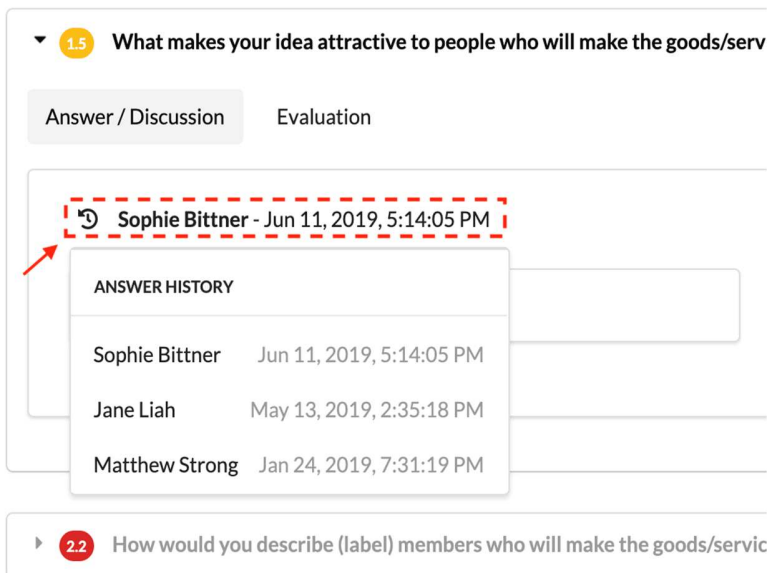 1.5 What makes your idea attractive to people who will make the goods/serv
Answer / Discussion Evaluation
Sophie Bittner - Jun 11, 2019, 5:14:05 PM
ANSWER HISTORY
Sophie Bittner Jun 11, 2019, 5:14:05 PM
Jane Liah May 13, 2019, 2:35:18 PM
Matthew Strong Jan 24, 2019, 7:31:19 PM
2.2 How would you describe (label) members who will make the goods/servic